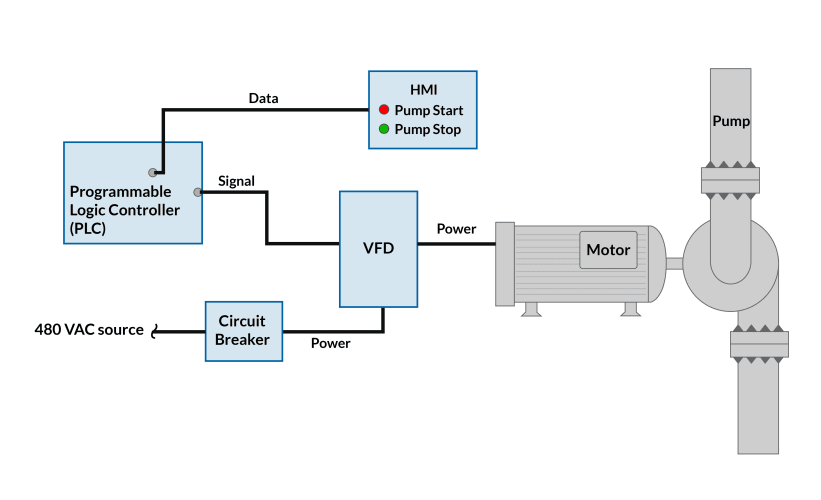 HMI
Pump Start
Pump Stop
Data
Pump
Programmable
Logic Controller
(PLC)
Signal
VFD
Power
Motor
480 VAC source
Circuit
Breaker
Power